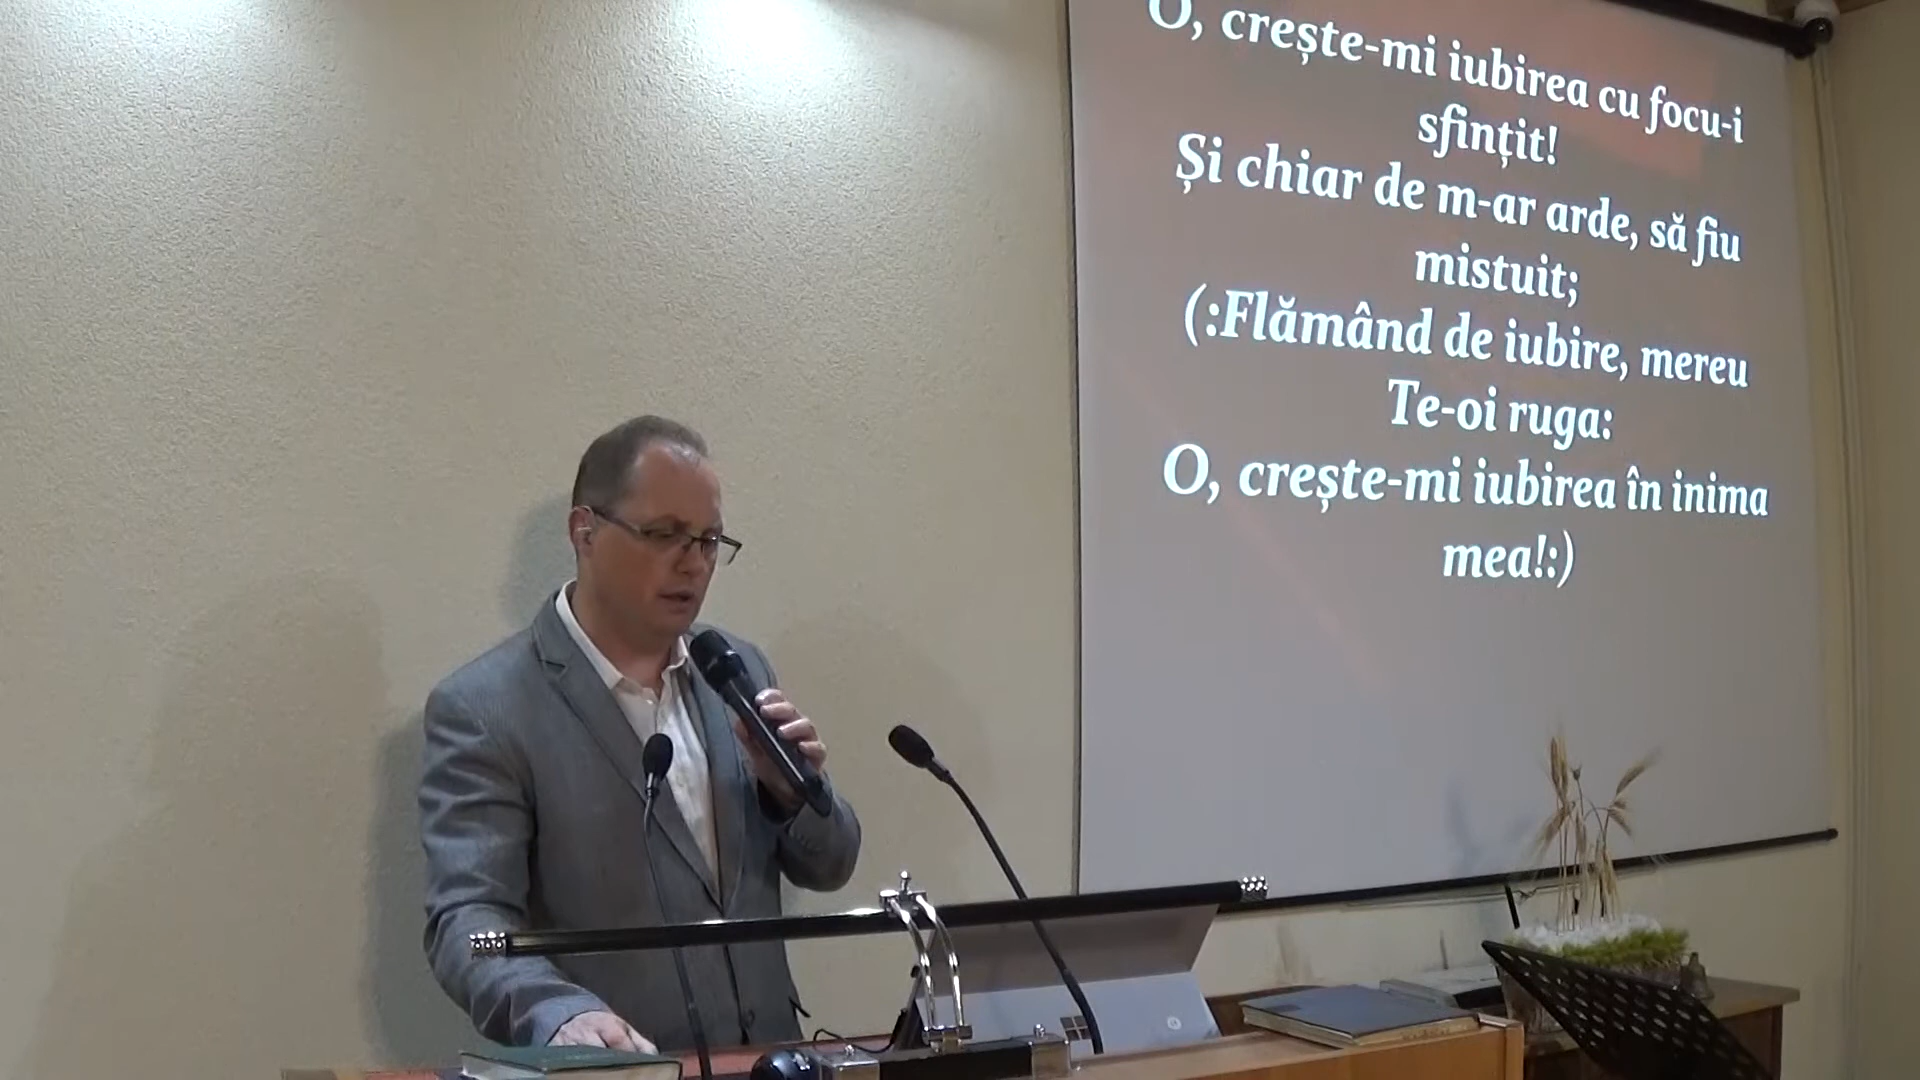 O, crește-mi iubirea cu focu-i
sfințit!
Și chiar de m-ar arde, să fiu
mistuit;
(:Flămând de iubire, mereu
Te-oi ruga:
O, crește-mi iubirea în inima
mea!:)